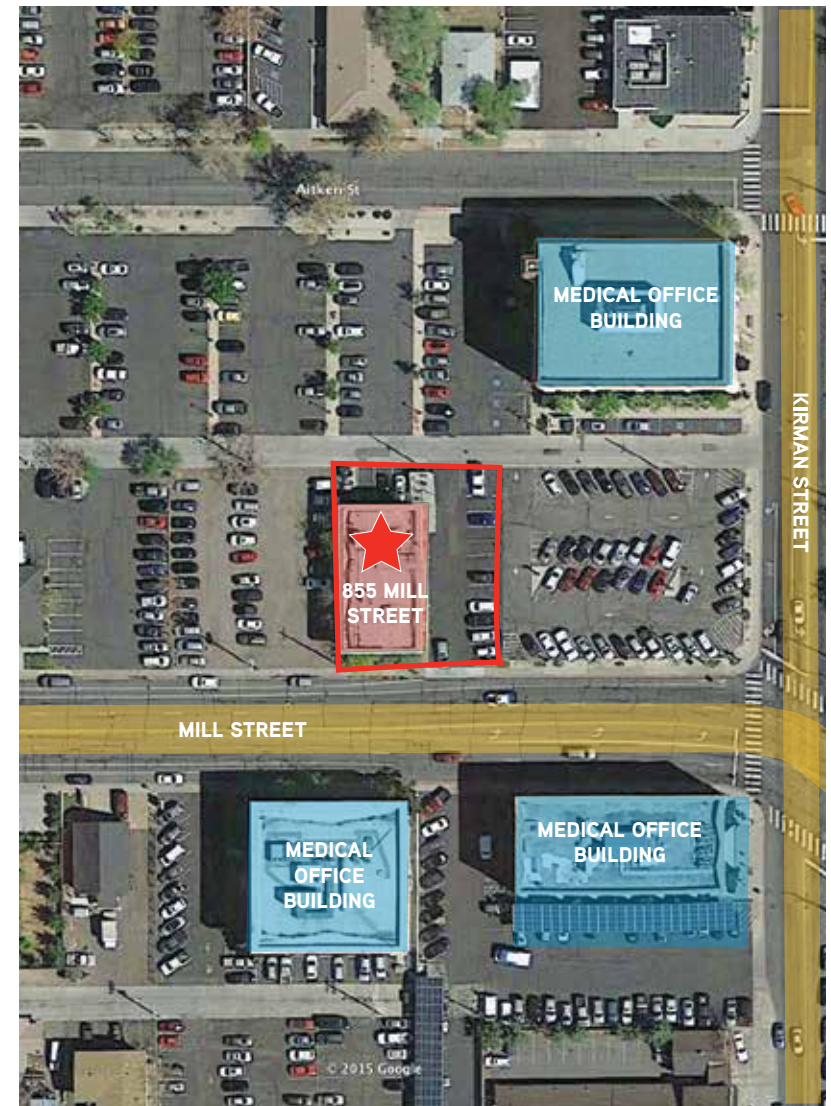 Aitken St
MEDICAL OFFICE
BUILDING
KIRMAN STREET
855 MILL
STREET
MILL STREET
MEDICAL
OFFICE
BUILDING
MEDICAL OFFICE
BUILDING
© 2015 Google